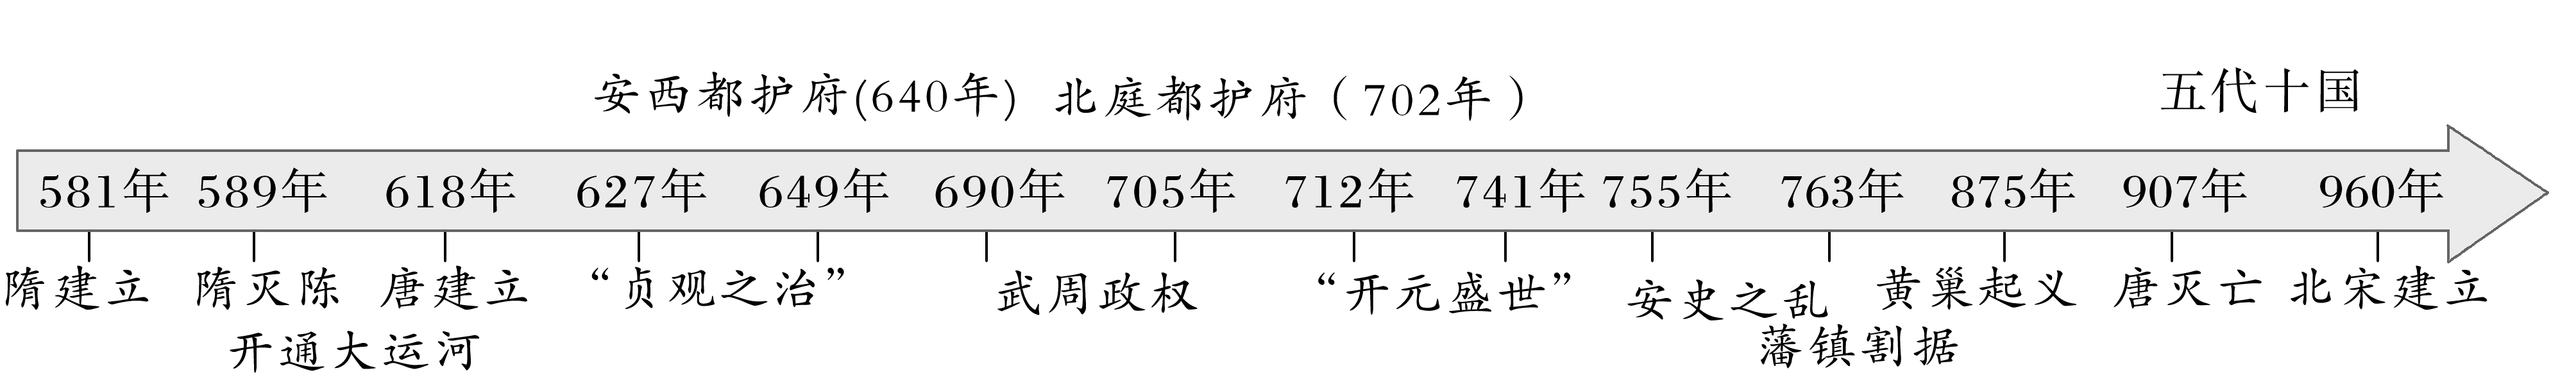 安西都护府(640年) 北庭都护府（702年） 五代十国
581年 589年 618年 627年 649年 690年 705年 712年 741年 755年 763年 875年 907年 960年
隋建立 隋灭陈 唐建立 “贞观之治” 武周政权 “开元盛世” 安史之乱 黄巢起义 唐灭亡 北宋建立
开通大运河 藩镇割据